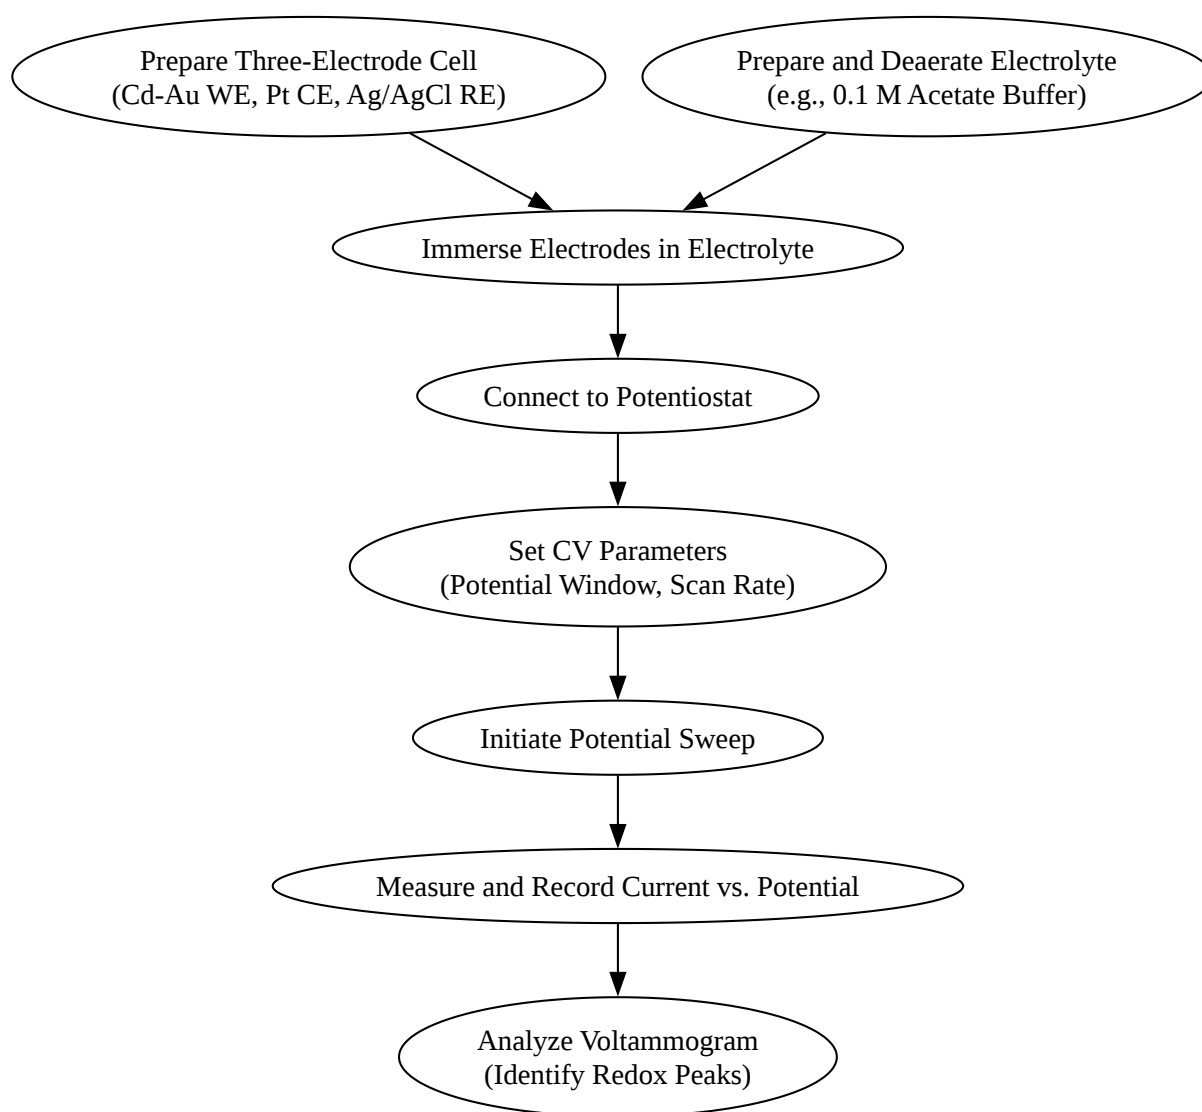 Prepare Three-Electrode Cell
(Cd-Au WE, Pt CE, Ag/AgCl RE)
Prepare and Deaerate Electrolyte
(e.g., 0.1 M Acetate Buffer)
Immerse Electrodes in Electrolyte
Connect to Potentiostat
Set CV Parameters
(Potential Window, Scan Rate)
Initiate Potential Sweep
Measure and Record Current vs. Potential
Analyze Voltammogram
(Identify Redox Peaks)